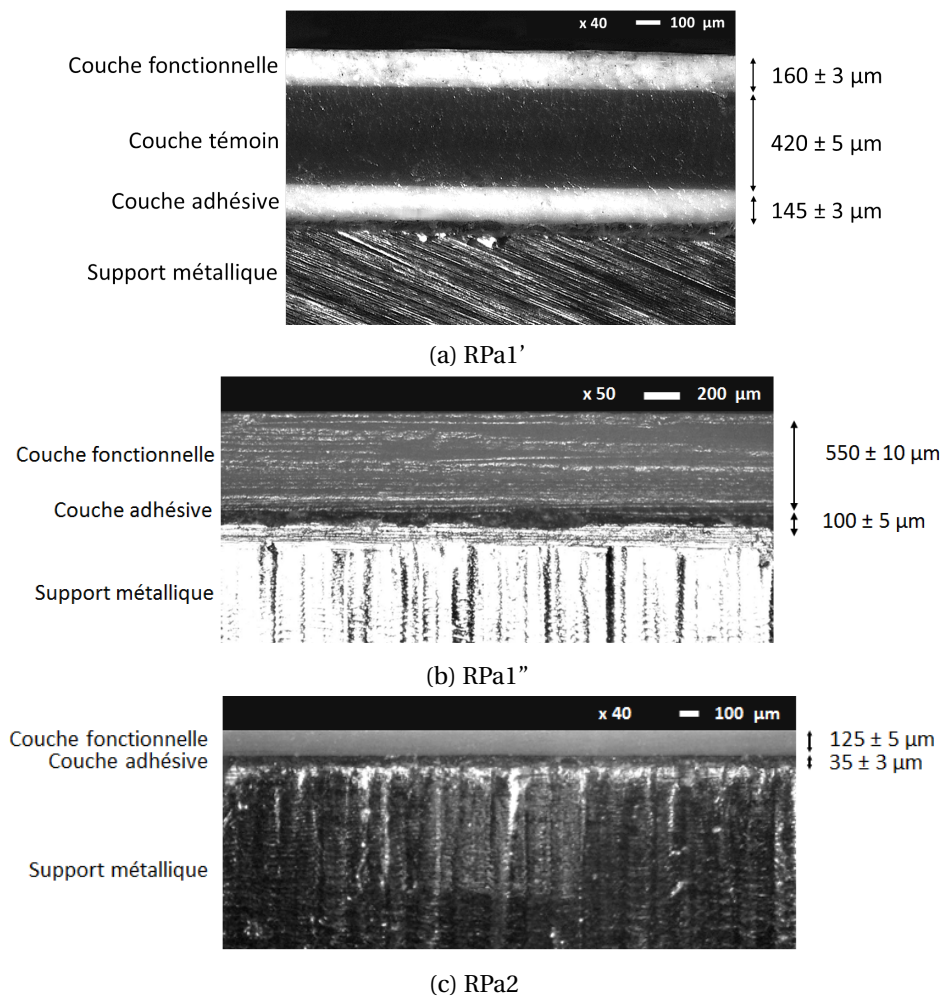 x 40 100 µm
Couche fonctionnelle
160 ± 3 µm
Couche témoin
420 ± 5 µm
Couche adhésive
145 ± 3 µm
Support métallique
(a) RPa1’
x 50 200 µm
Couche fonctionnelle
550 ± 10 µm
Couche adhésive
100 ± 5 µm
Support métallique
(b) RPa1”
x 40 100 µm
Couche fonctionnelle
125 ± 5 µm
Couche adhésive
35 ± 3 µm
Support métallique
(c) RPa2